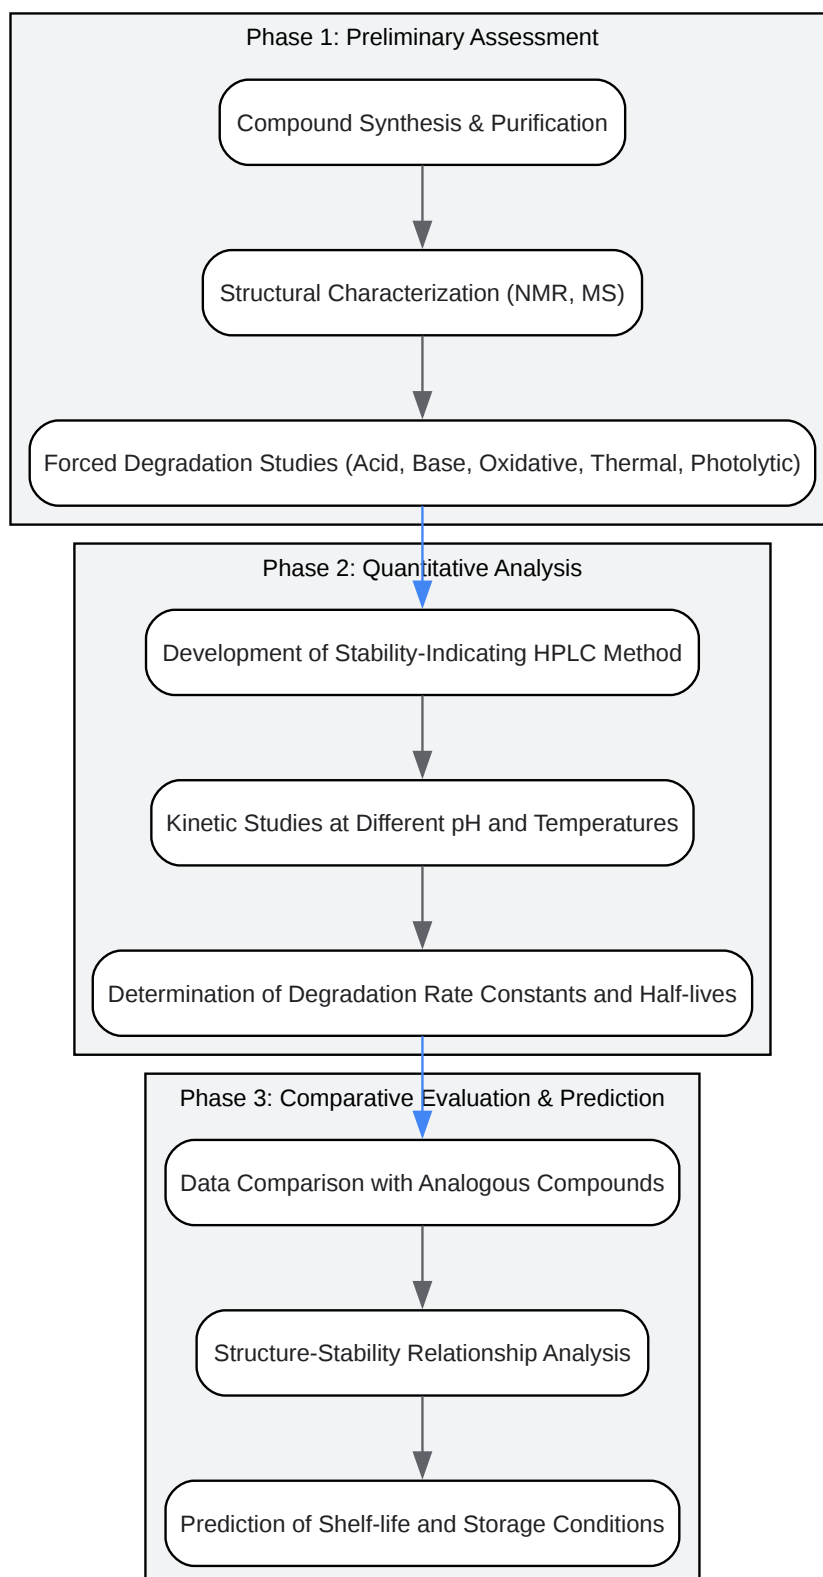 Phase 1: Preliminary Assessment
Compound Synthesis & Purification
Structural Characterization (NMR, MS)
Forced Degradation Studies (Acid, Base, Oxidative, Thermal, Photolytic)
Phase 2: Quantitative Analysis
Development of Stability-Indicating HPLC Method
Kinetic Studies at Different pH and Temperatures
Determination of Degradation Rate Constants and Half-lives
Phase 3: Comparative Evaluation & Prediction
Data Comparison with Analogous Compounds
Structure-Stability Relationship Analysis
Prediction of Shelf-life and Storage Conditions